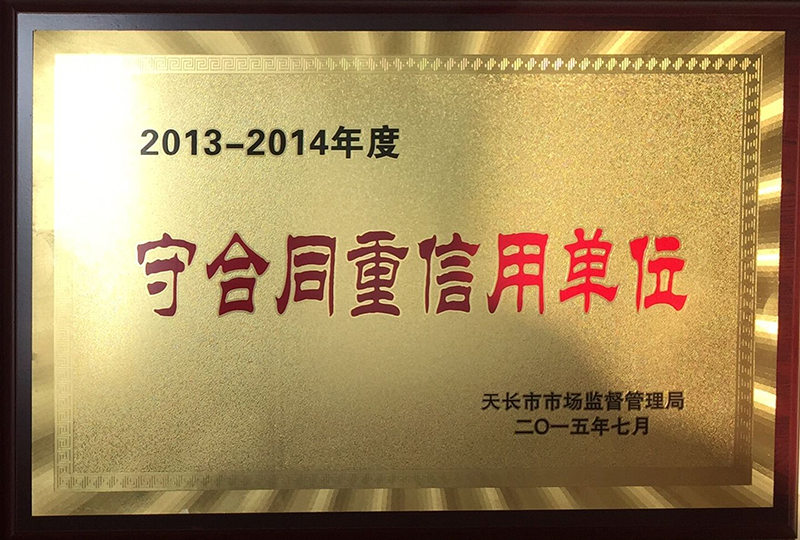 2013-2014年度
守合同重信用单位
天长市市场监督管理局
二〇一五年七月